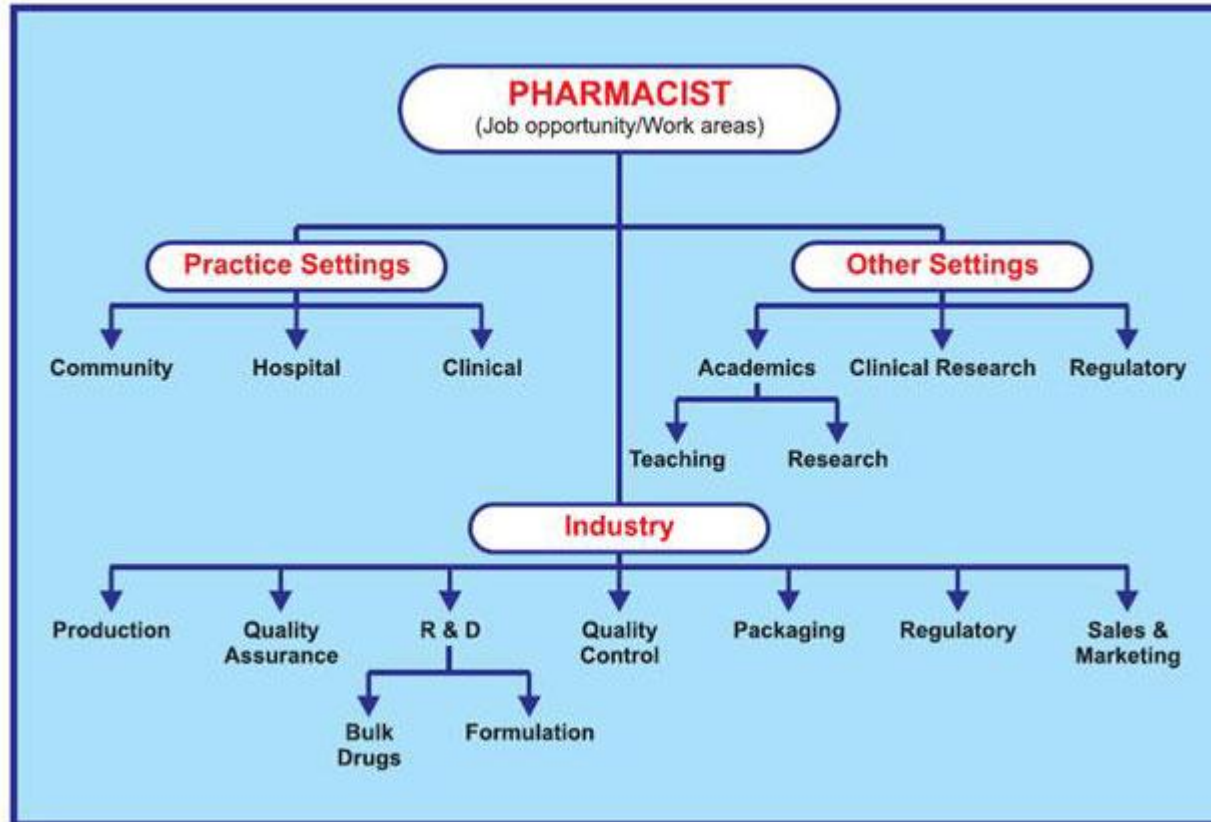 PHARMACIST
(Job opportunity/Work areas)
Practice Settings
Other Settings
Community
Hospital
Clinical
Academics
Clinical Research
Regulatory
Teaching
Research
Industry
Production
Quality
Assurance
R & D
Quality
Control
Packaging
Regulatory
Sales &
Marketing
Bulk
Drugs
Formulation